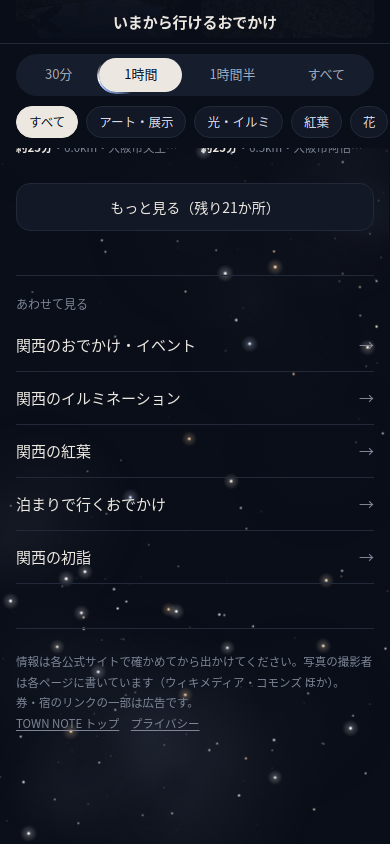 いまから行けるおでかけ
30分
1時間
1時間半
すべて
すべて
アート・展示
光・イルミ
紅葉
花
もっと見る（残り21か所）
あわせて見る
関西のおでかけ・イベント →
関西のイルミネーション →
関西の紅葉 →
泊まりで行くおでかけ →
関西の初詣 →
情報は各公式サイトで確かめてから出かけてください。写真の撮影者
は各ページに書いています（ウィキメディア・コモンズ ほか）。
券・宿のリンクの一部は広告です。
TOWN NOTE トップ プライバシー